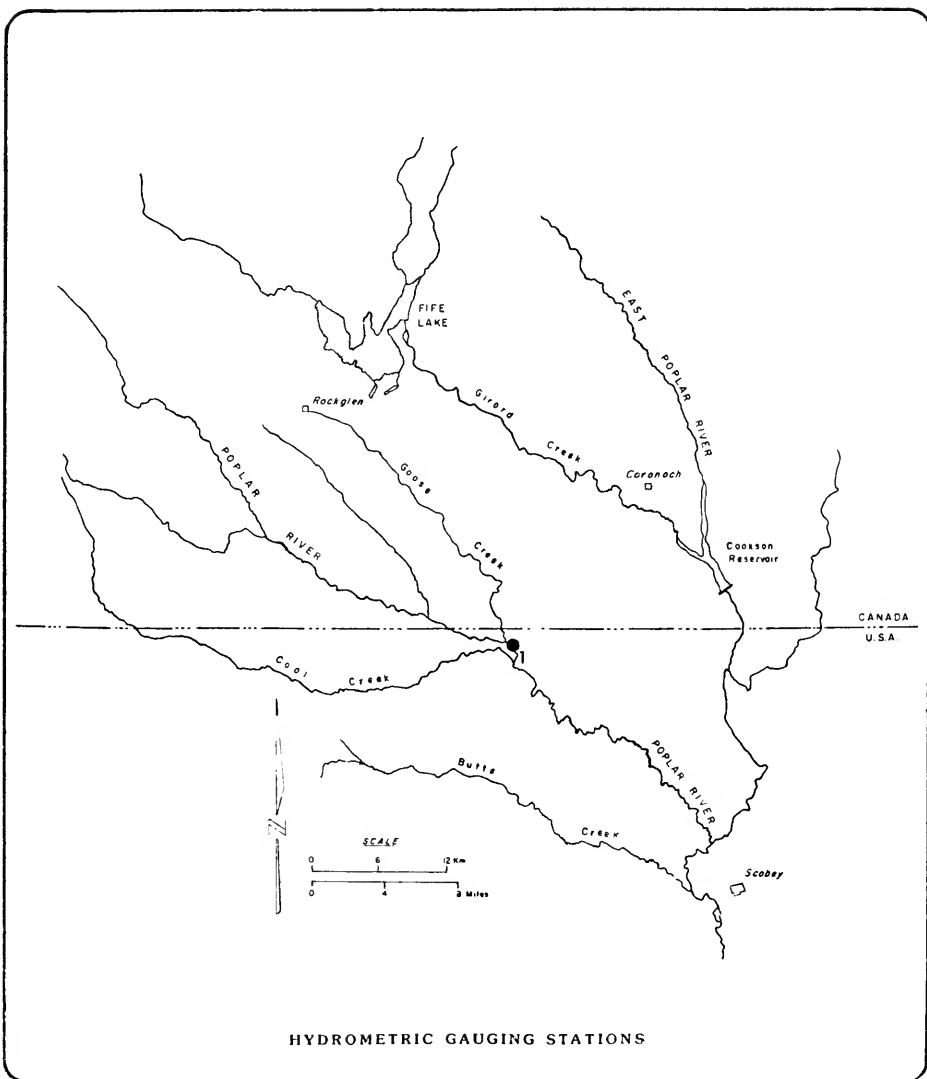 FIFE
LAKE
EAST POPLAR RIVER
Rockglen
Girard Creek
Coronach
POPLAR RIVER
Goose Creek
Cookson
Reservoir
CANADA
U.S.A.
1
Cool Creek
POPLAR RIVER
Butte Creek
N
SCALE
0 6 12 Km
0 4 8 Miles
Scobey
HYDROMETRIC GAUGING STATIONS